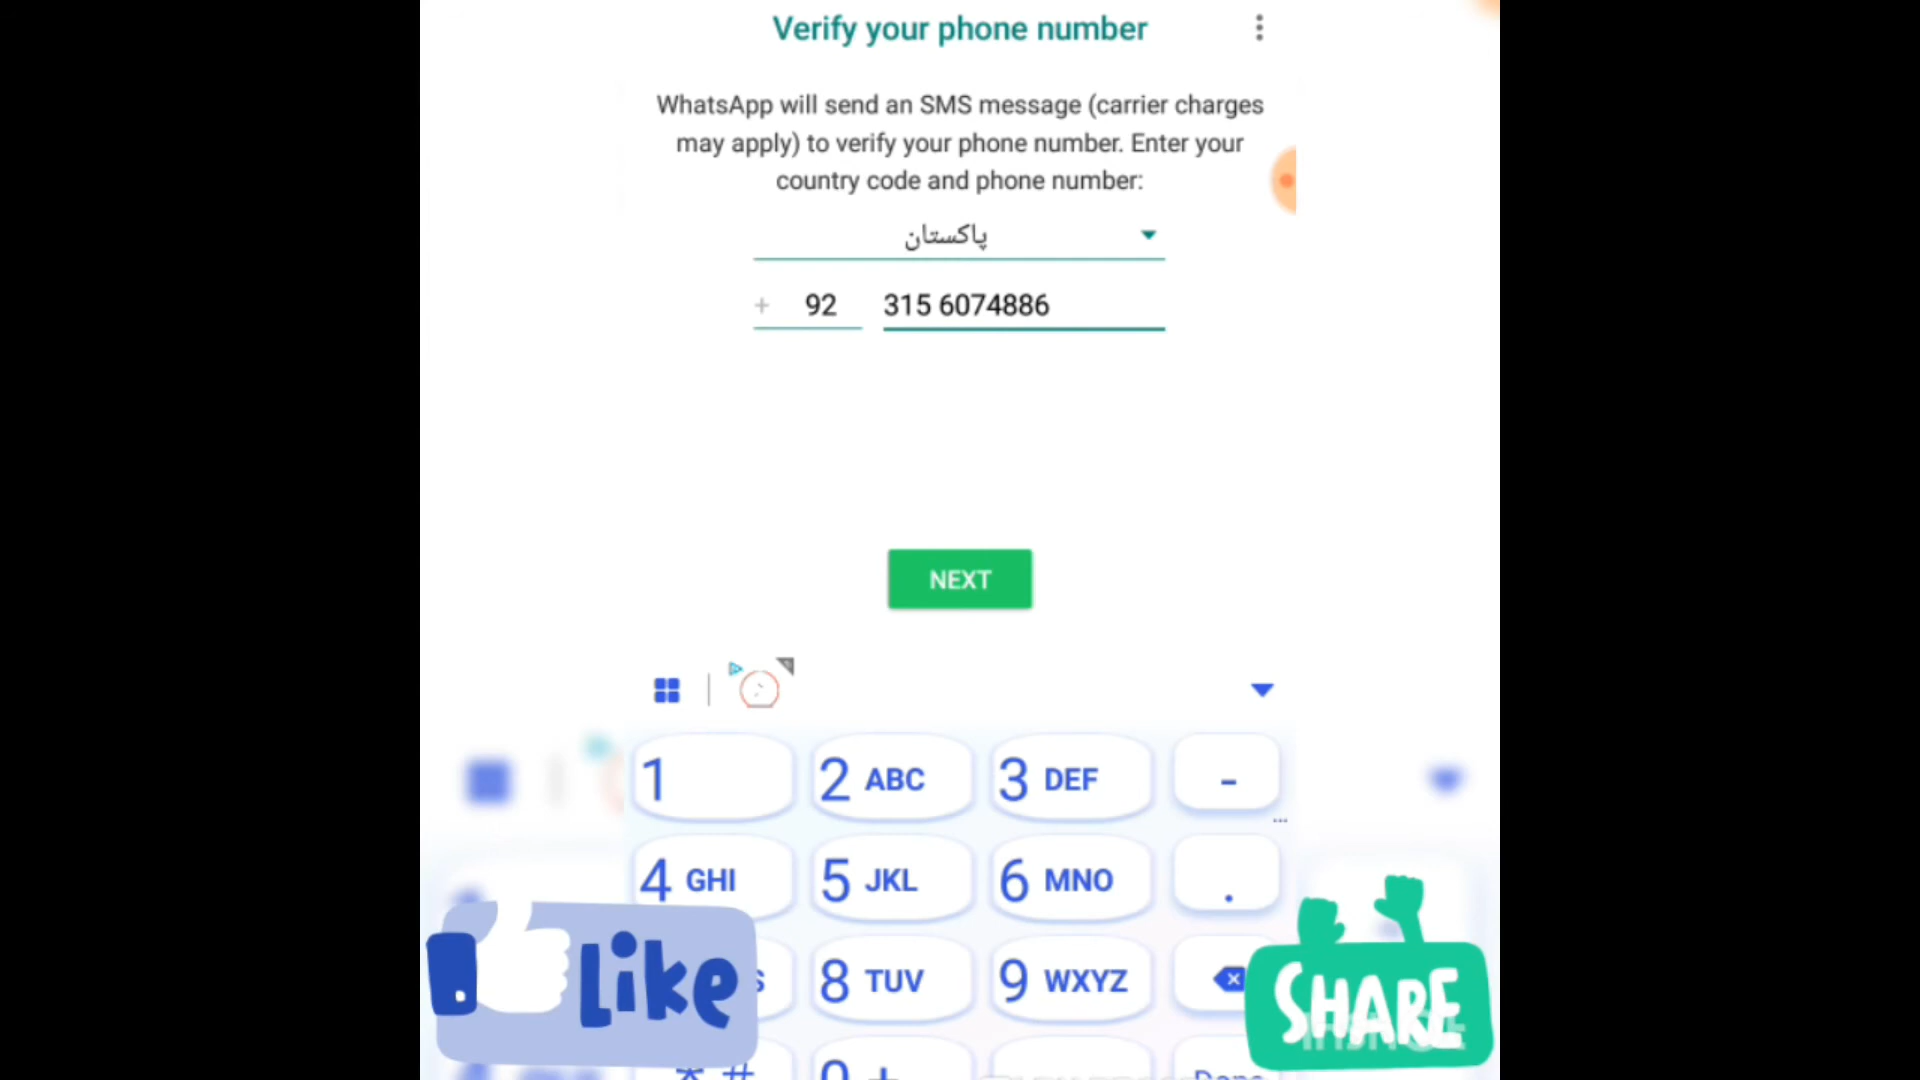 Verify your phone number
WhatsApp will send an SMS message (carrier charges
may apply) to verify your phone number. Enter your
country code and phone number:
پاکستان
+ 92 315 6074886
NEXT
1 2 ABC 3 DEF -
4 GHI 5 JKL 6 MNO .
8 TUV 9 WXYZ
* # 0 + Done
Like
SHARE